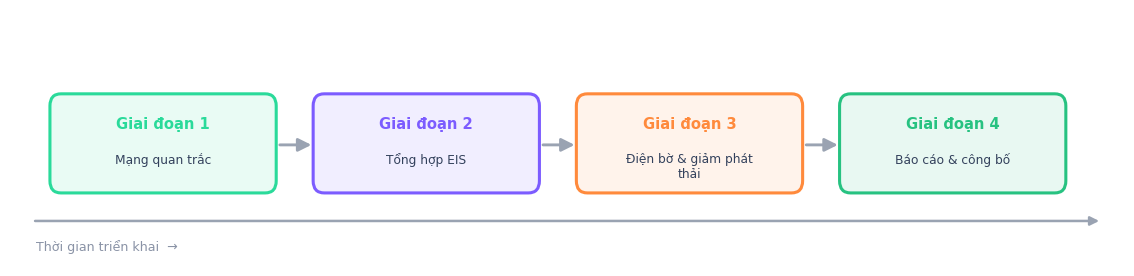 Giai đoạn 1
Mạng quan trắc
Giai đoạn 2
Tổng hợp EIS
Giai đoạn 3
Điện bờ & giảm phát
thải
Giai đoạn 4
Báo cáo & công bố
Thời gian triển khai →